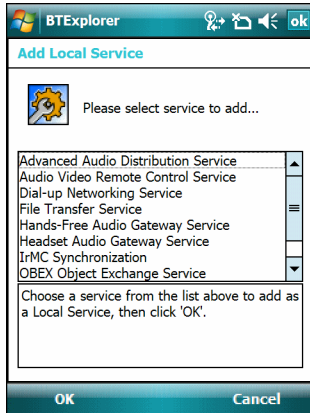 BTExplorer
ok
Add Local Service
Please select service to add...
Advanced Audio Distribution Service
Audio Video Remote Control Service
Dial-up Networking Service
File Transfer Service
Hands-Free Audio Gateway Service
Headset Audio Gateway Service
IrMC Synchronization
OBEX Object Exchange Service
Choose a service from the list above to add as
a Local Service, then click 'OK'.
OK Cancel